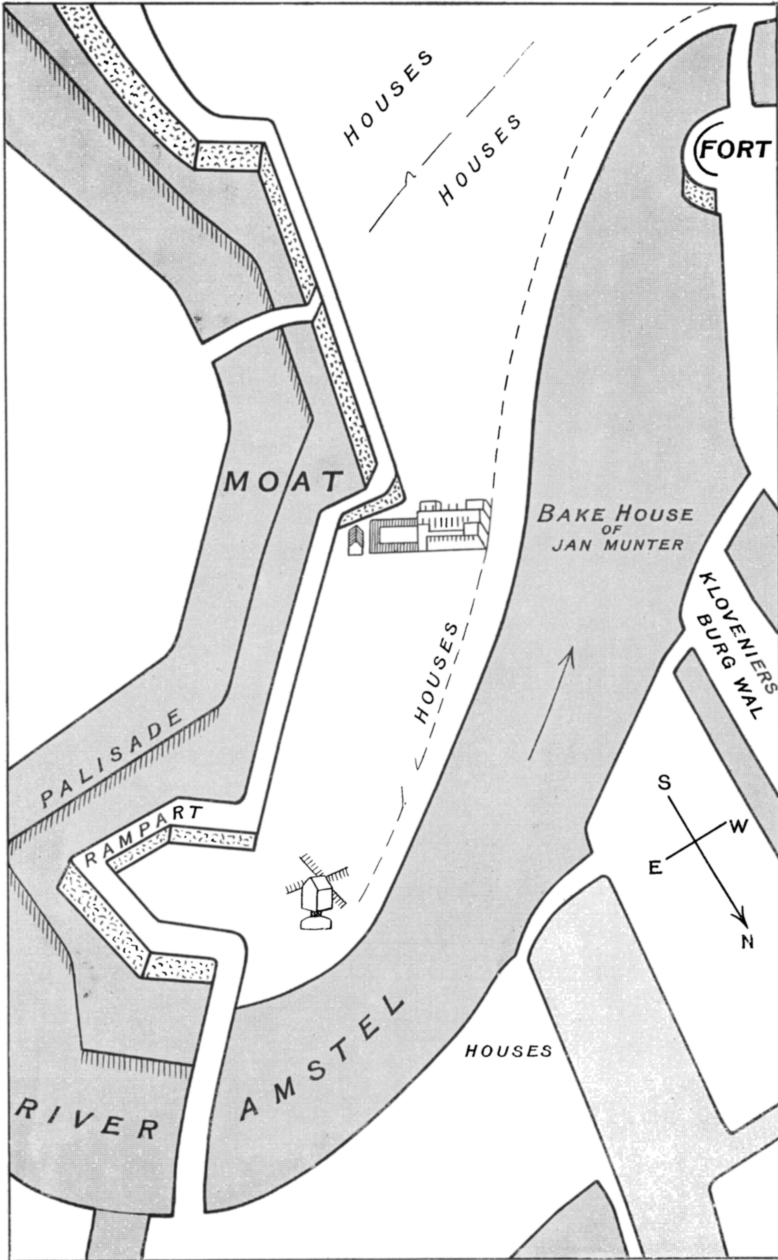 HOUSES
HOUSES
FORT
MOAT
BAKE HOUSE
OF
JAN MUNTER
KLOVENIERS
BURG WAL
HOUSES
PALISADE
RAMPART
S
W
E
N
HOUSES
RIVER
AMSTEL